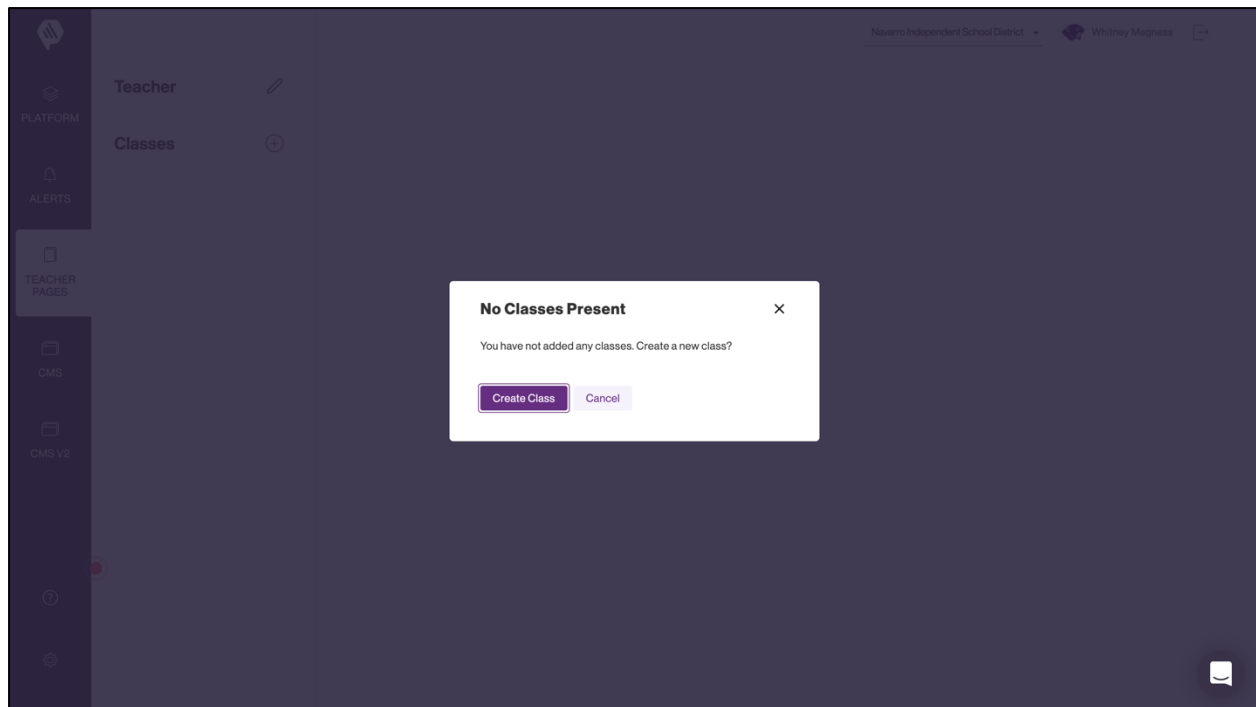 Navarro Independent School District
Whitney Magness
PLATFORM
ALERTS
TEACHER
PAGES
CMS
CMS V2
Teacher
Classes
No Classes Present
You have not added any classes. Create a new class?
Create Class
Cancel